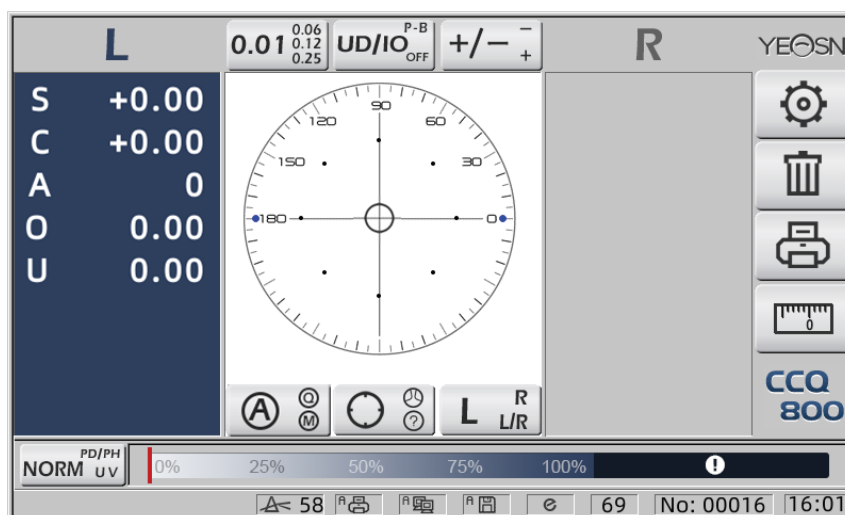 L
0.01 0.06 0.12 0.25
UD/IO P-B OFF
+/- - +
R
YEOSN
S +0.00
C +0.00
A 0
O 0.00
U 0.00
90
120 60
150 30
180 0
A Q M
?
L R L/R
0
CCQ
800
NORM PD/PH UV
0% 25% 50% 75% 100% !
58 A A A e 69 No: 00016 16:01